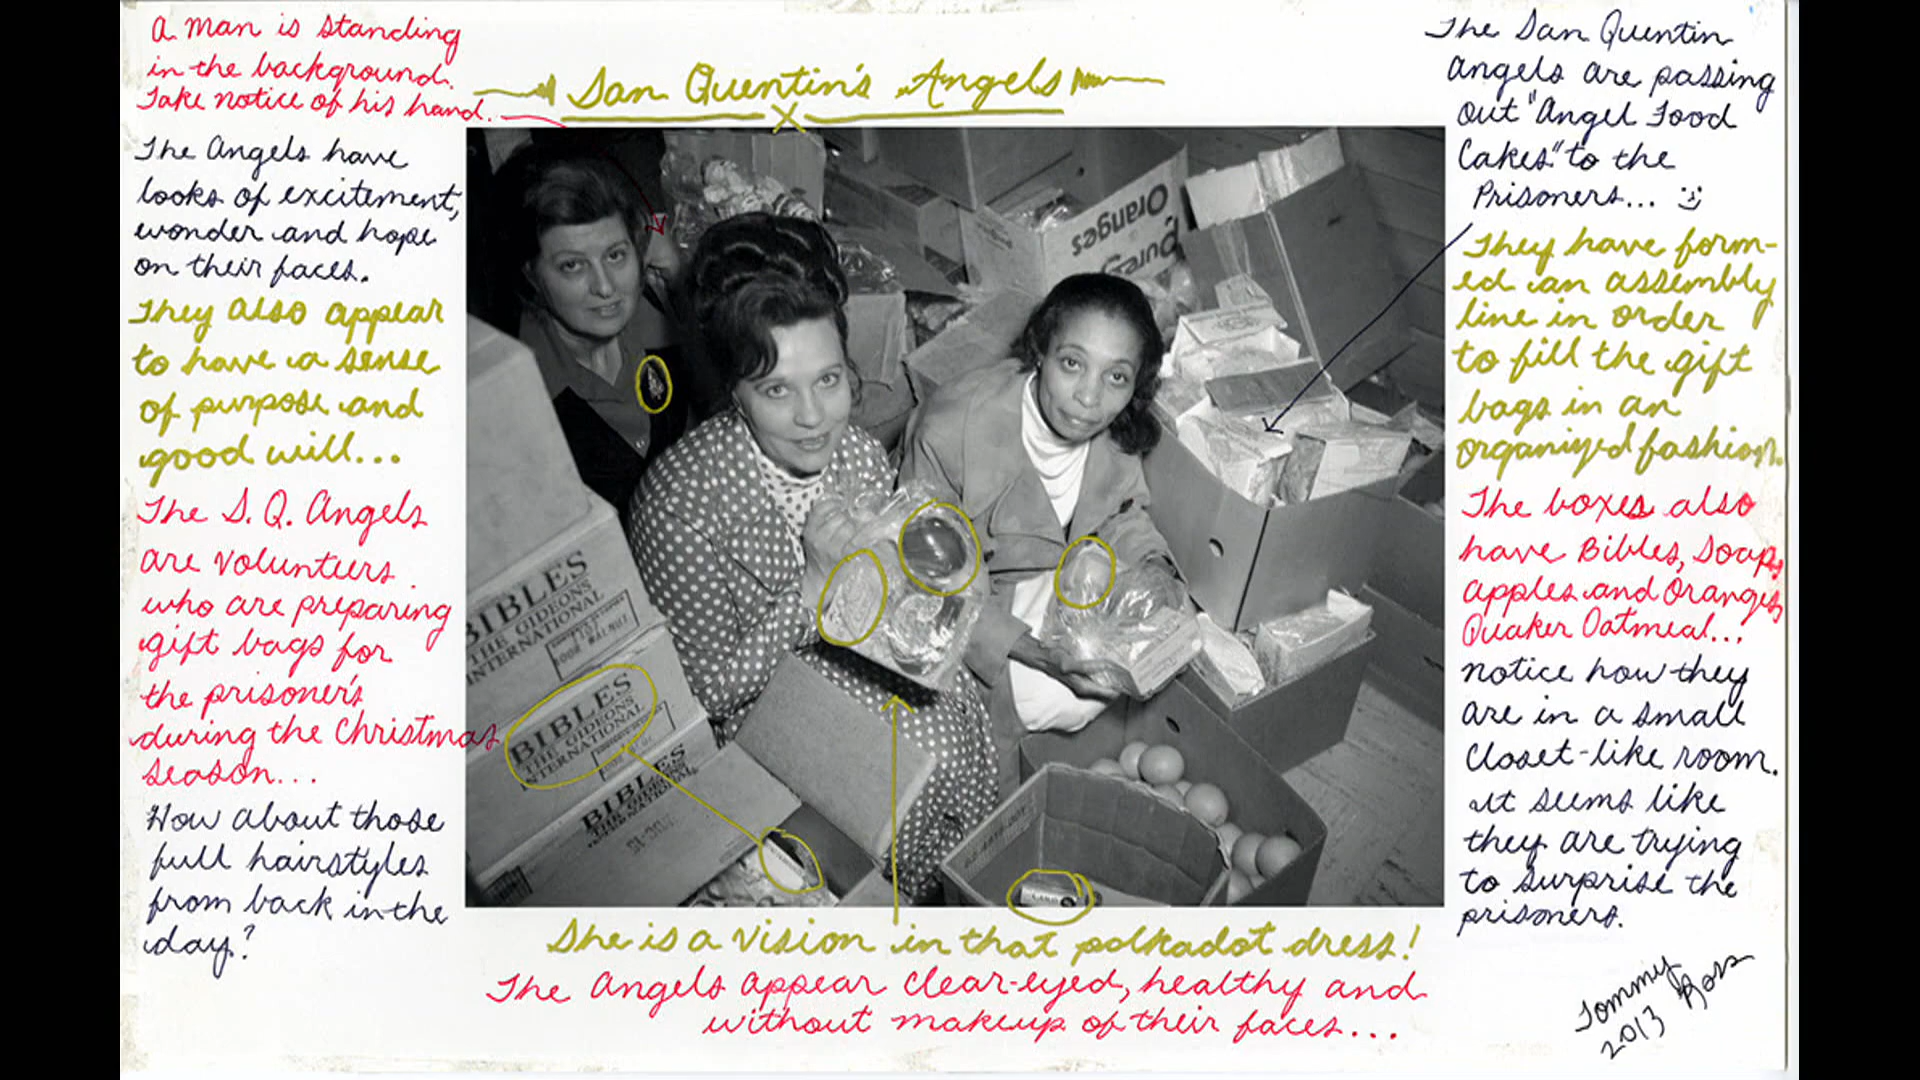 San Quentin's Angels
A man is standing
in the background.
Take notice of his hand.
The Angels have
looks of excitement,
wonder and hope
on their faces.
They also appear
to have a sense
of purpose and
good will...
The S.Q. Angels
are volunteers
who are preparing
gift bags for
the prisoner's
during the Christmas
season...
How about those
full hairstyles
from back in the
day?
Oranges
Pures
BIBLES
THE GIDEONS
INTERNATIONAL
BIBLES
THE GIDEONS
INTERNATIONAL
BIBLES
THE GIDEONS
INTERNATIONAL
She is a vision in that polkadot dress!
The Angels appear clear-eyed, healthy and
without makeup of their faces...
The San Quentin
Angels are passing
out "Angel Food
Cakes" to the
Prisoners... :)
They have form-
ed an assembly
line in order
to fill the gift
bags in an
organized fashion.
The boxes also
have Bibles, soap,
apples and Oranges,
Quaker Oatmeal...
notice how they
are in a small
closet-like room.
It seems like
they are trying
to surprise the
prisoners.
Tommy Ross
2013